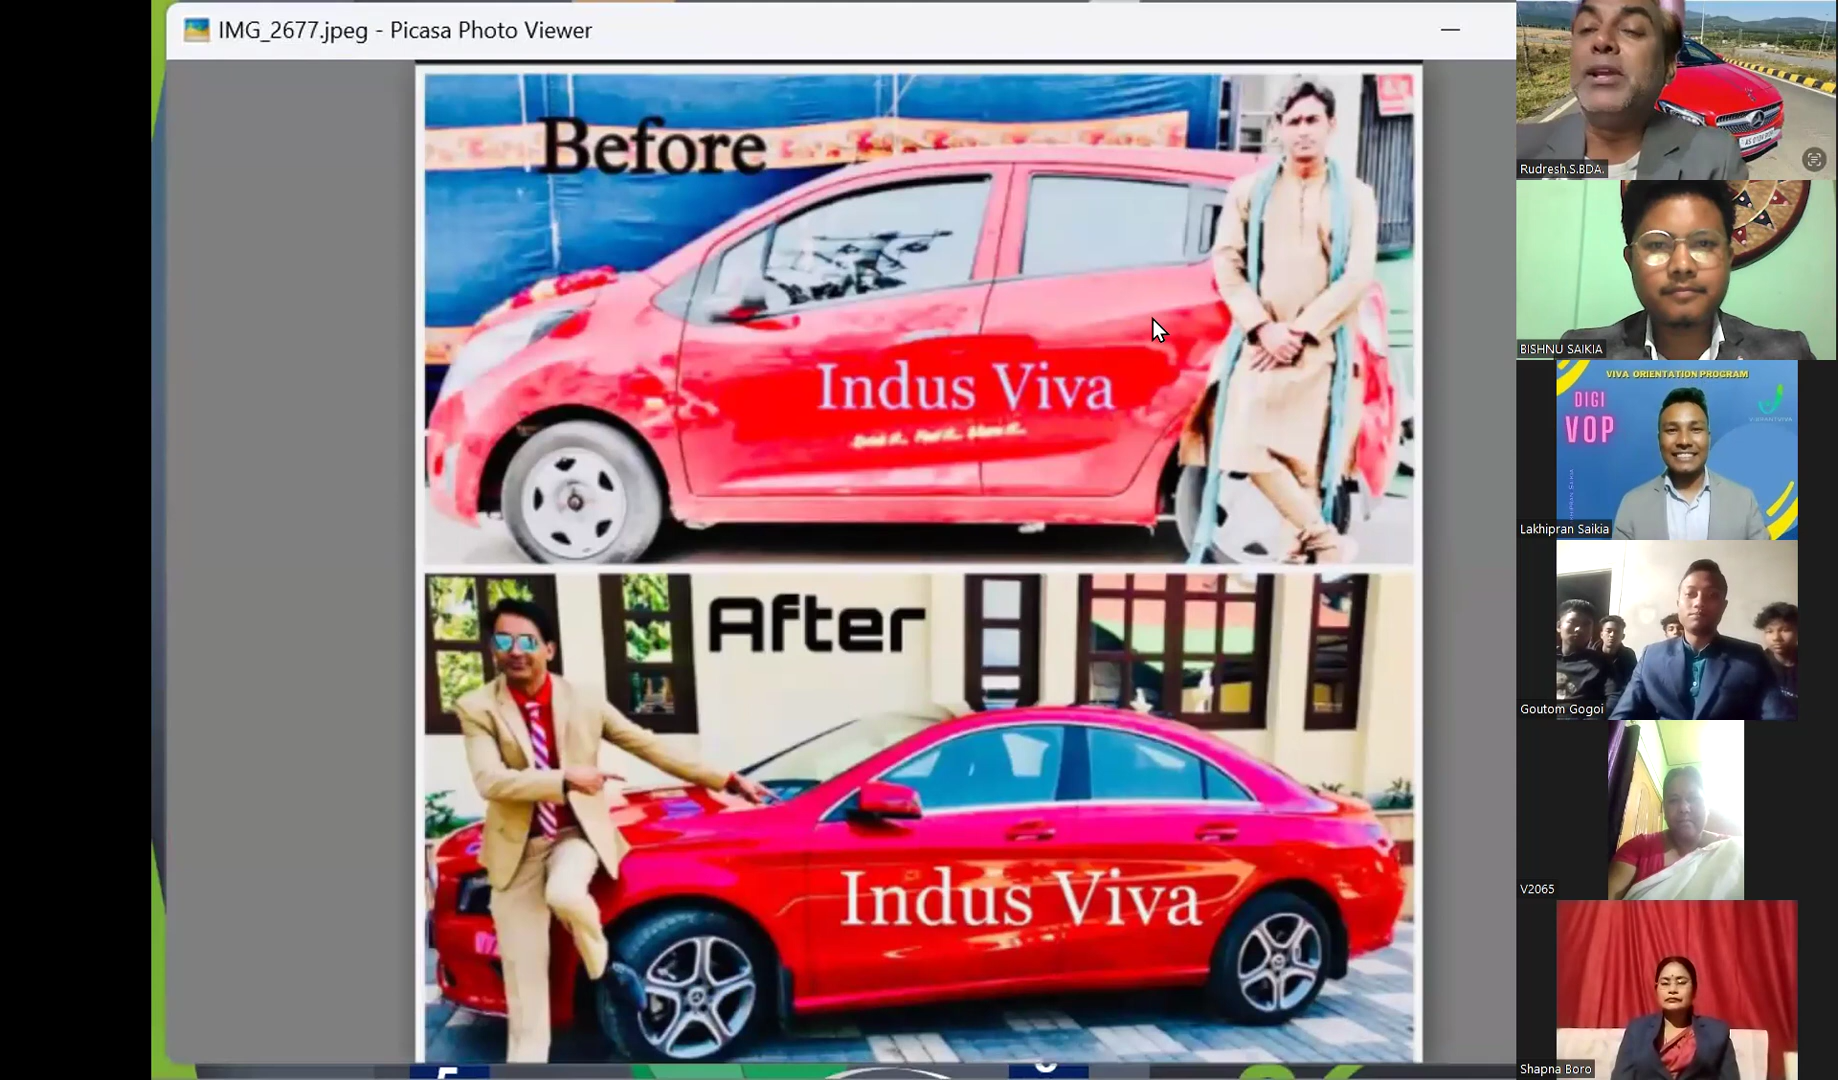 IMG_2677.jpeg - Picasa Photo Viewer
Before
Indus Viva
After
Indus Viva
Rudresh.S.BDA.
BISHNU SAIKIA
VIVA ORIENTATION PROGRAM
DIGI
VOP
Lakhipran Saikia
Goutom Gogoi
V2065
Shapna Boro